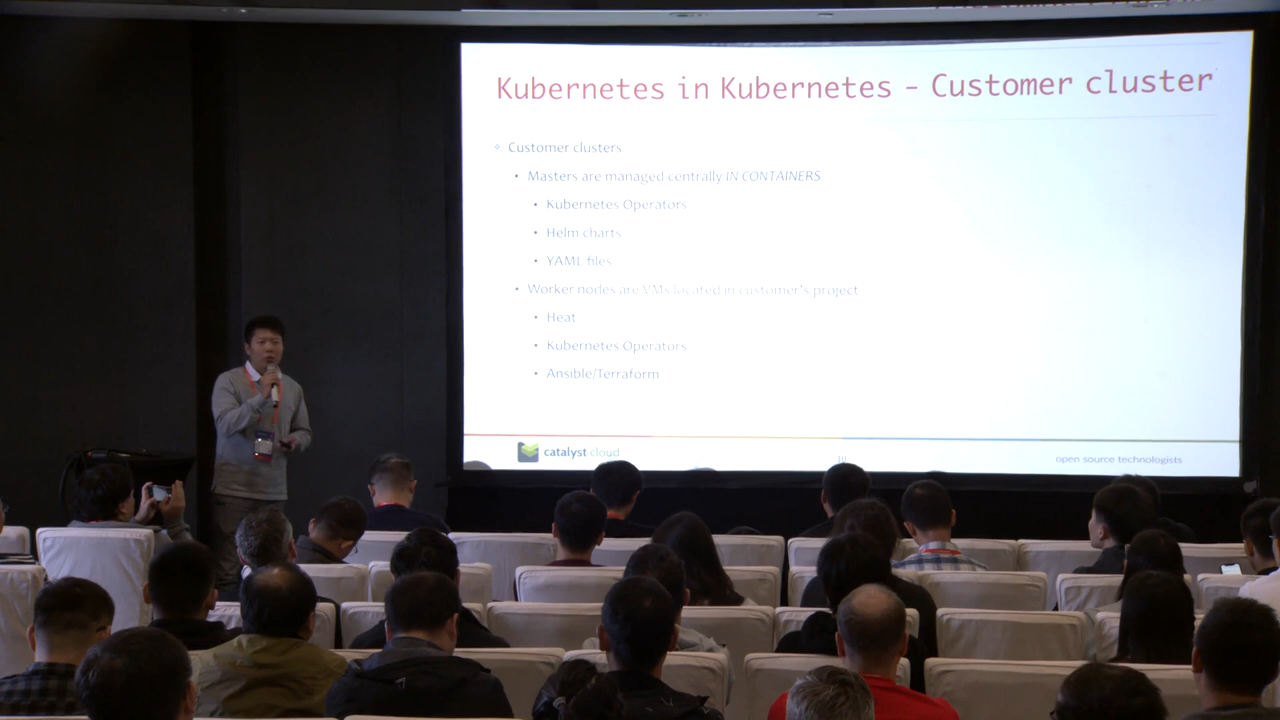 Kubernetes in Kubernetes - Customer cluster
Customer clusters
Masters are managed centrally IN CONTAINERS
Kubernetes Operators
Helm charts
YAML files
Worker nodes are VMs located in customer's project
Heat
Kubernetes Operators
Ansible/Terraform
catalyst cloud
10
open source technologists